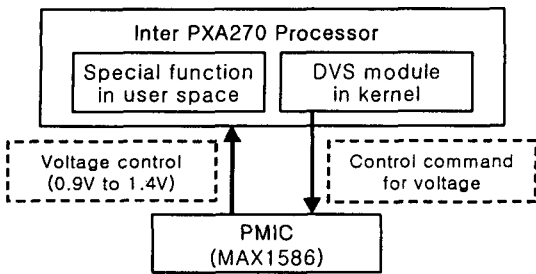 Inter PXA270 Processor
Special function
in user space
DVS module
in kernel
Voltage control
(0.9V to 1.4V)
Control command
for voltage
PMIC
(MAX1586)